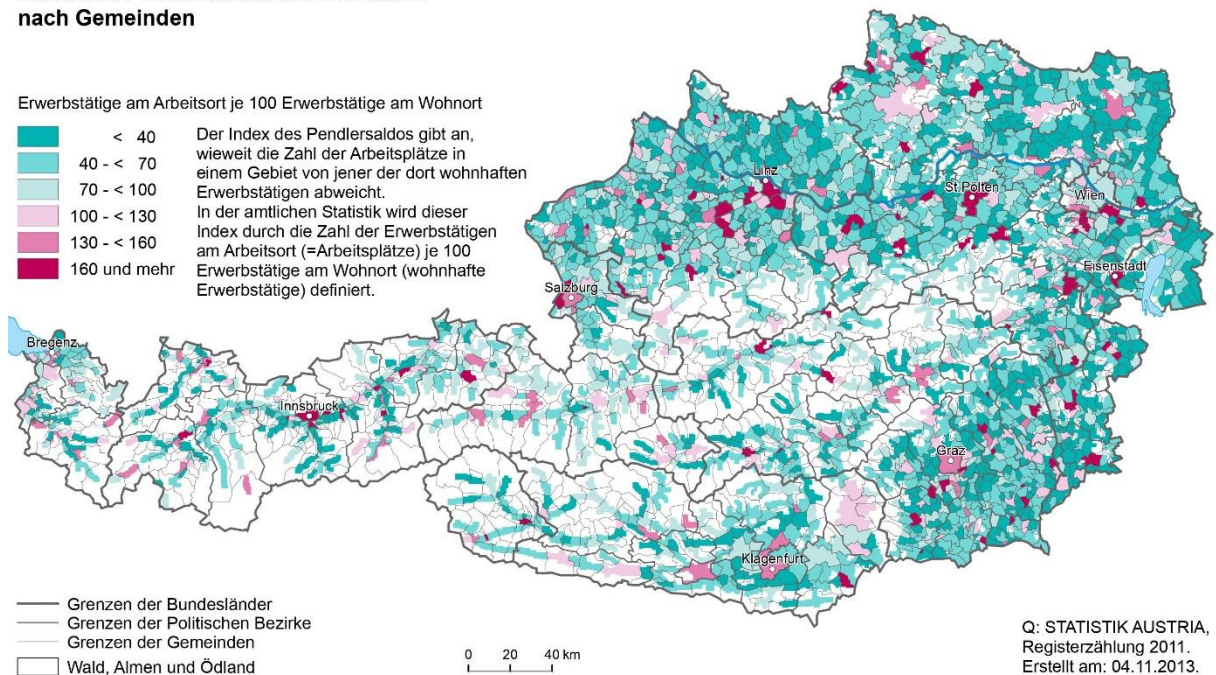 nach Gemeinden
Erwerbstätige am Arbeitsort je 100 Erwerbstätige am Wohnort
< 40
40 - < 70
70 - < 100
100 - < 130
130 - < 160
160 und mehr
Der Index des Pendlersaldos gibt an,
wieweit die Zahl der Arbeitsplätze in
einem Gebiet von jener der dort wohnhaften
Erwerbstätigen abweicht.
In der amtlichen Statistik wird dieser
Index durch die Zahl der Erwerbstätigen
am Arbeitsort (=Arbeitsplätze) je 100
Erwerbstätige am Wohnort (wohnhafte
Erwerbstätige) definiert.
Linz
St.Pölten
Wien
Eisenstadt
Salzburg
Bregenz
Innsbruck
Graz
Klagenfurt
Grenzen der Bundesländer
Grenzen der Politischen Bezirke
Grenzen der Gemeinden
Wald, Almen und Ödland
0 20 40 km
Q: STATISTIK AUSTRIA,
Registerzählung 2011.
Erstellt am: 04.11.2013.